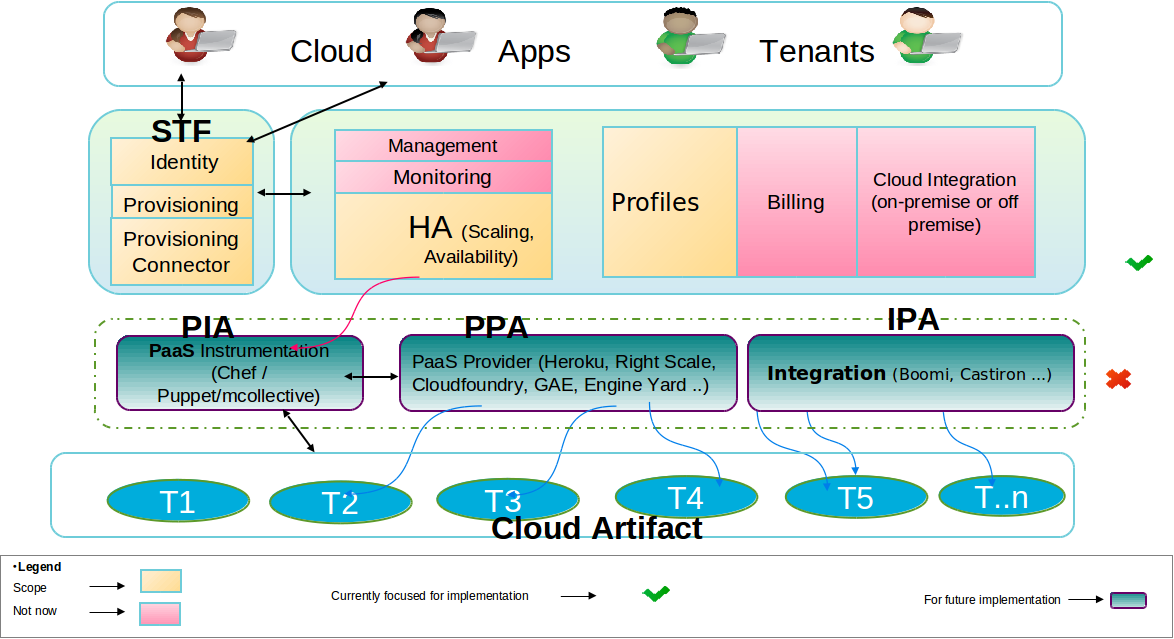 Cloud Apps Tenants
STF
Identity
Provisioning
Provisioning
Connector
Management
Monitoring
HA (Scaling,
Availability)
Profiles
Billing
Cloud Integration
(on-premise or off
premise)
PIA
PaaS Instrumentation
(Chef /
Puppet/mcollective)
PPA
PaaS Provider (Heroku, Right Scale,
Cloudfoundry, GAE, Engine Yard ..)
IPA
Integration (Boomi, Castiron ...)
T1 T2 T3 T4 T5 T..n
Cloud Artifact
•Legend
Scope
Not now
Currently focused for implementation
For future implementation